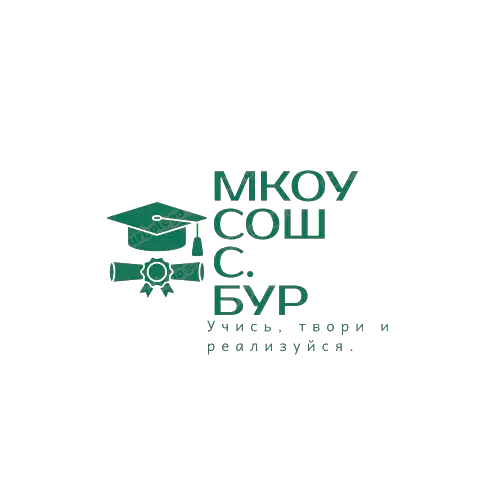 МКОУ
СОШ
С.
БУР
Учись, твори и
реализуйся.